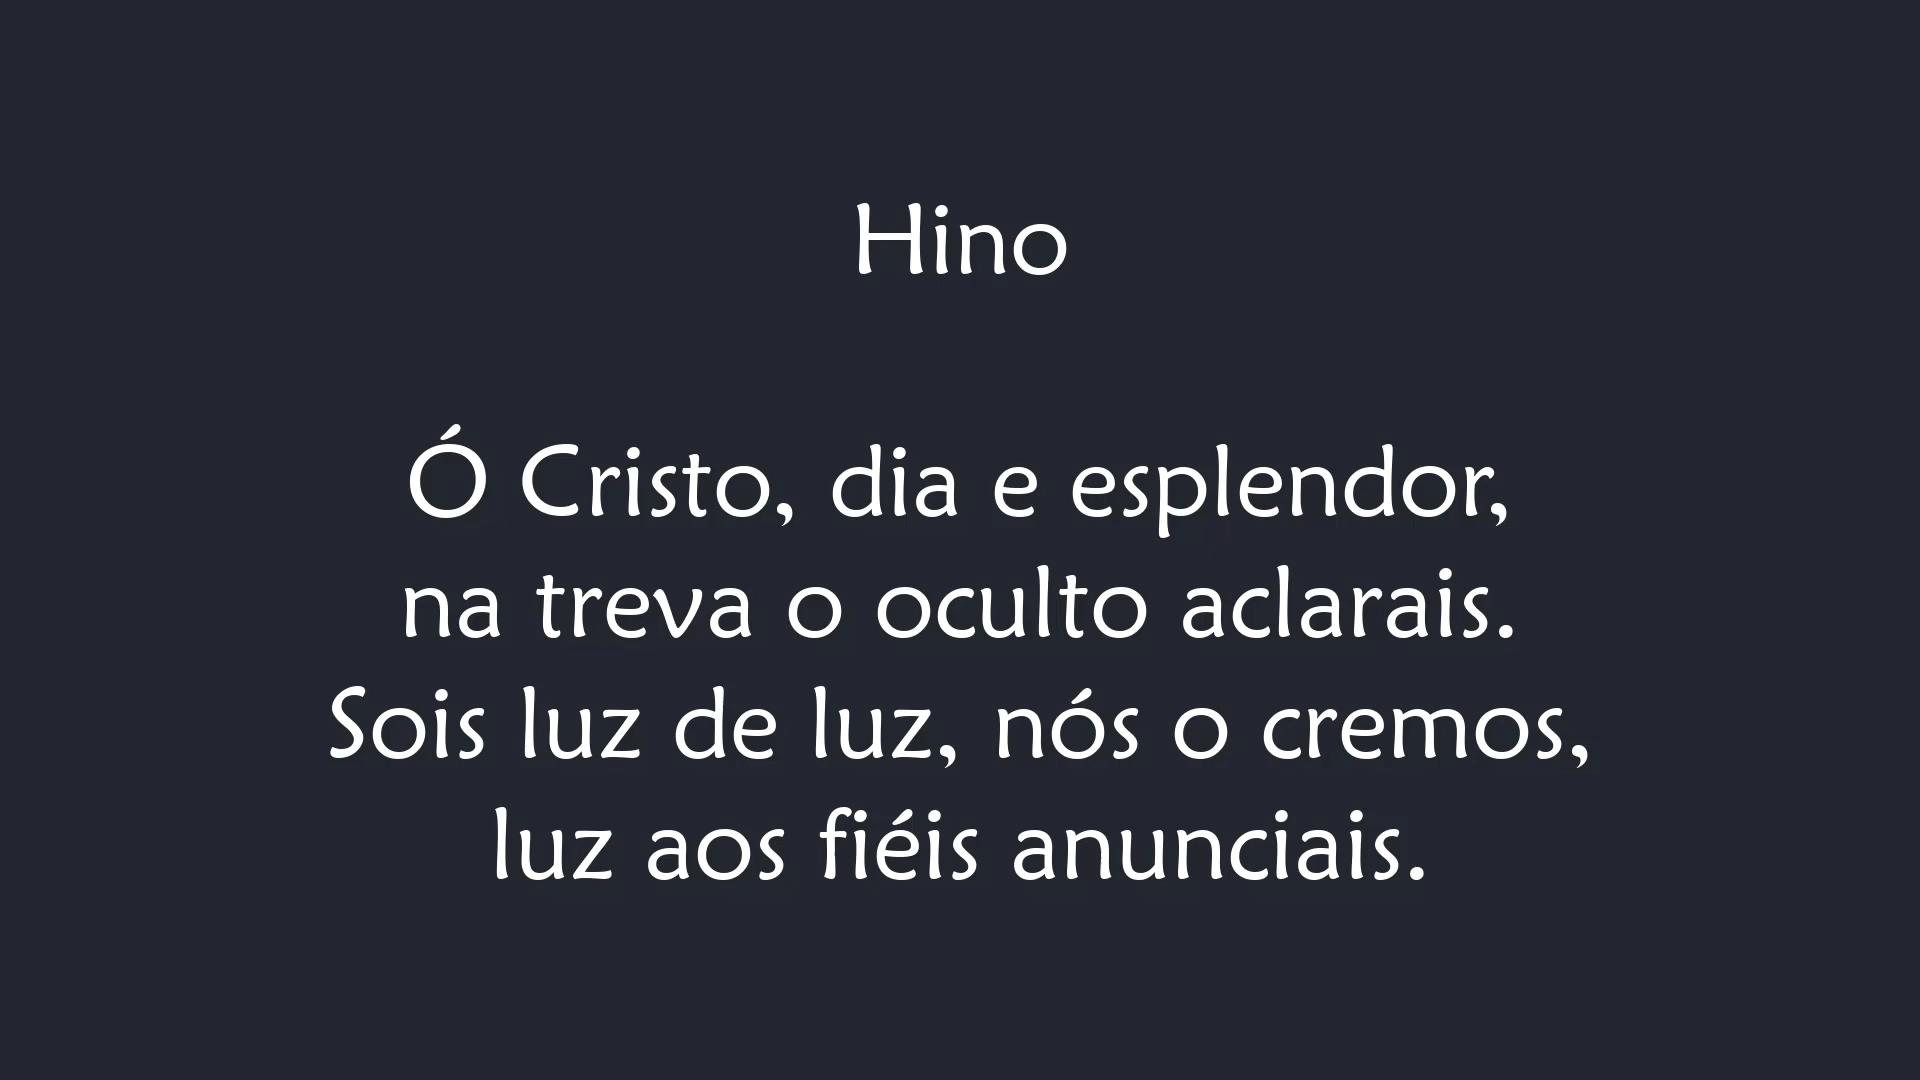 Hino
Ó Cristo, dia e esplendor,
na treva o oculto aclarais.
Sois luz de luz, nós o cremos,
luz aos fiéis anunciais.